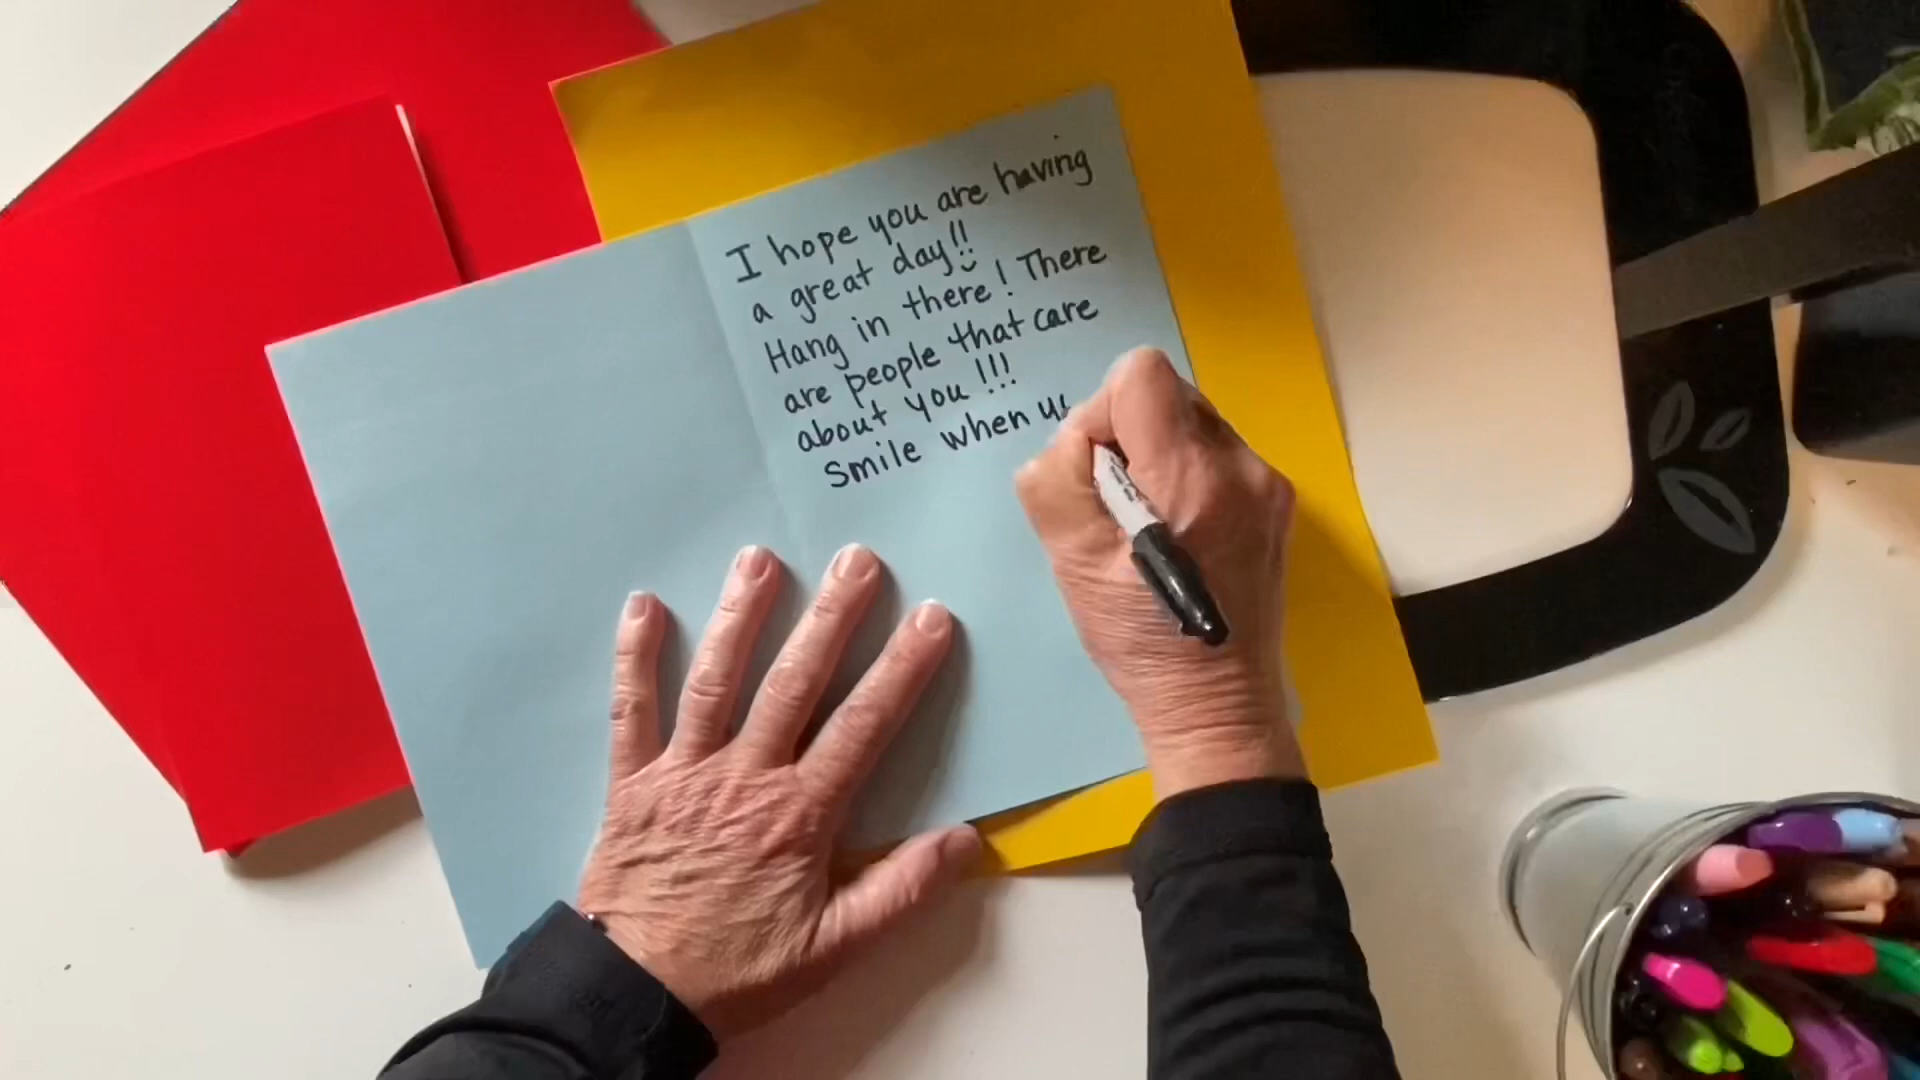 I hope you are having
a great day!!
Hang in there! There
are people that care
about you!!!
Smile when